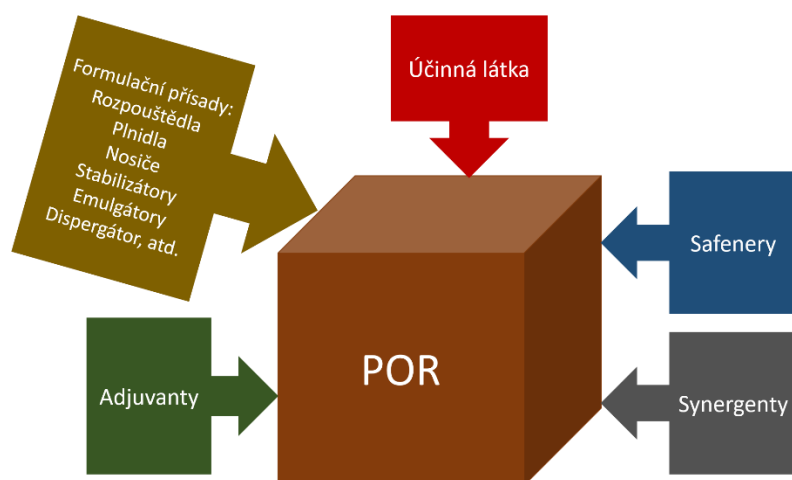 Formulační přísady:
Rozpouštědla
Plnidla
Nosiče
Stabilizátory
Emulgátory
Dispergátor, atd.
Účinná látka
Safenery
POR
Adjuvanty
Synergenty